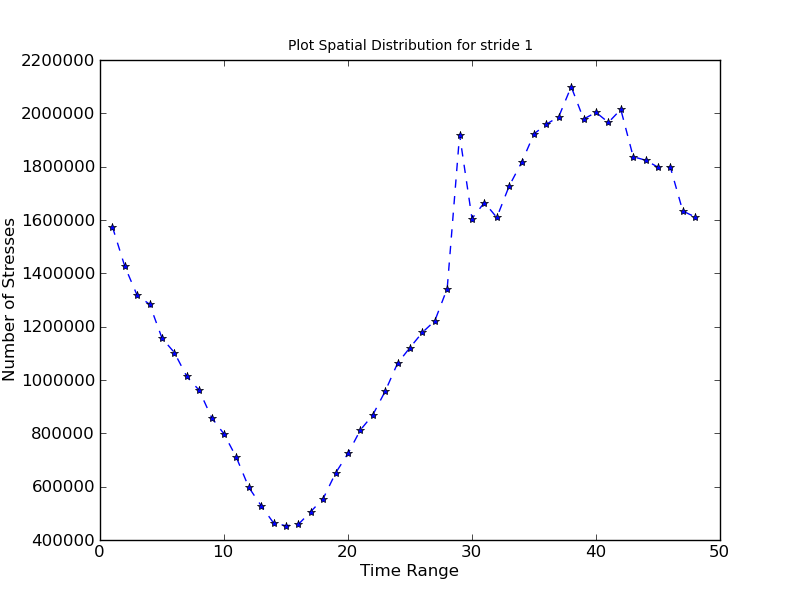 Plot Spatial Distribution for stride 1
2200000
2000000
1800000
1600000
1400000
1200000
1000000
800000
600000
400000
Number of Stresses
0 10 20 30 40 50
Time Range